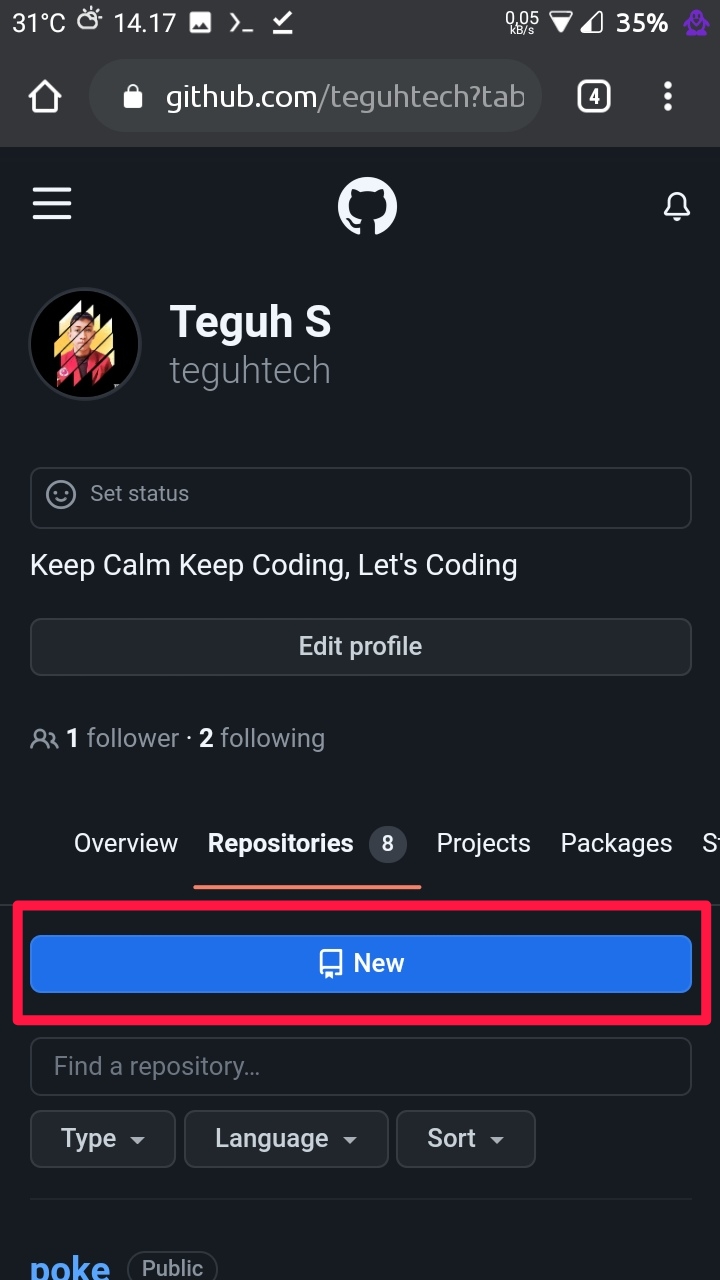 31°C 14.17 0,05 kB/s 35%
github.com/teguhtech?tab
4
Teguh S
teguhtech
Set status
Keep Calm Keep Coding, Let's Coding
Edit profile
1 follower · 2 following
Overview Repositories 8 Projects Packages St
New
Find a repository...
Type Language Sort
poke Public